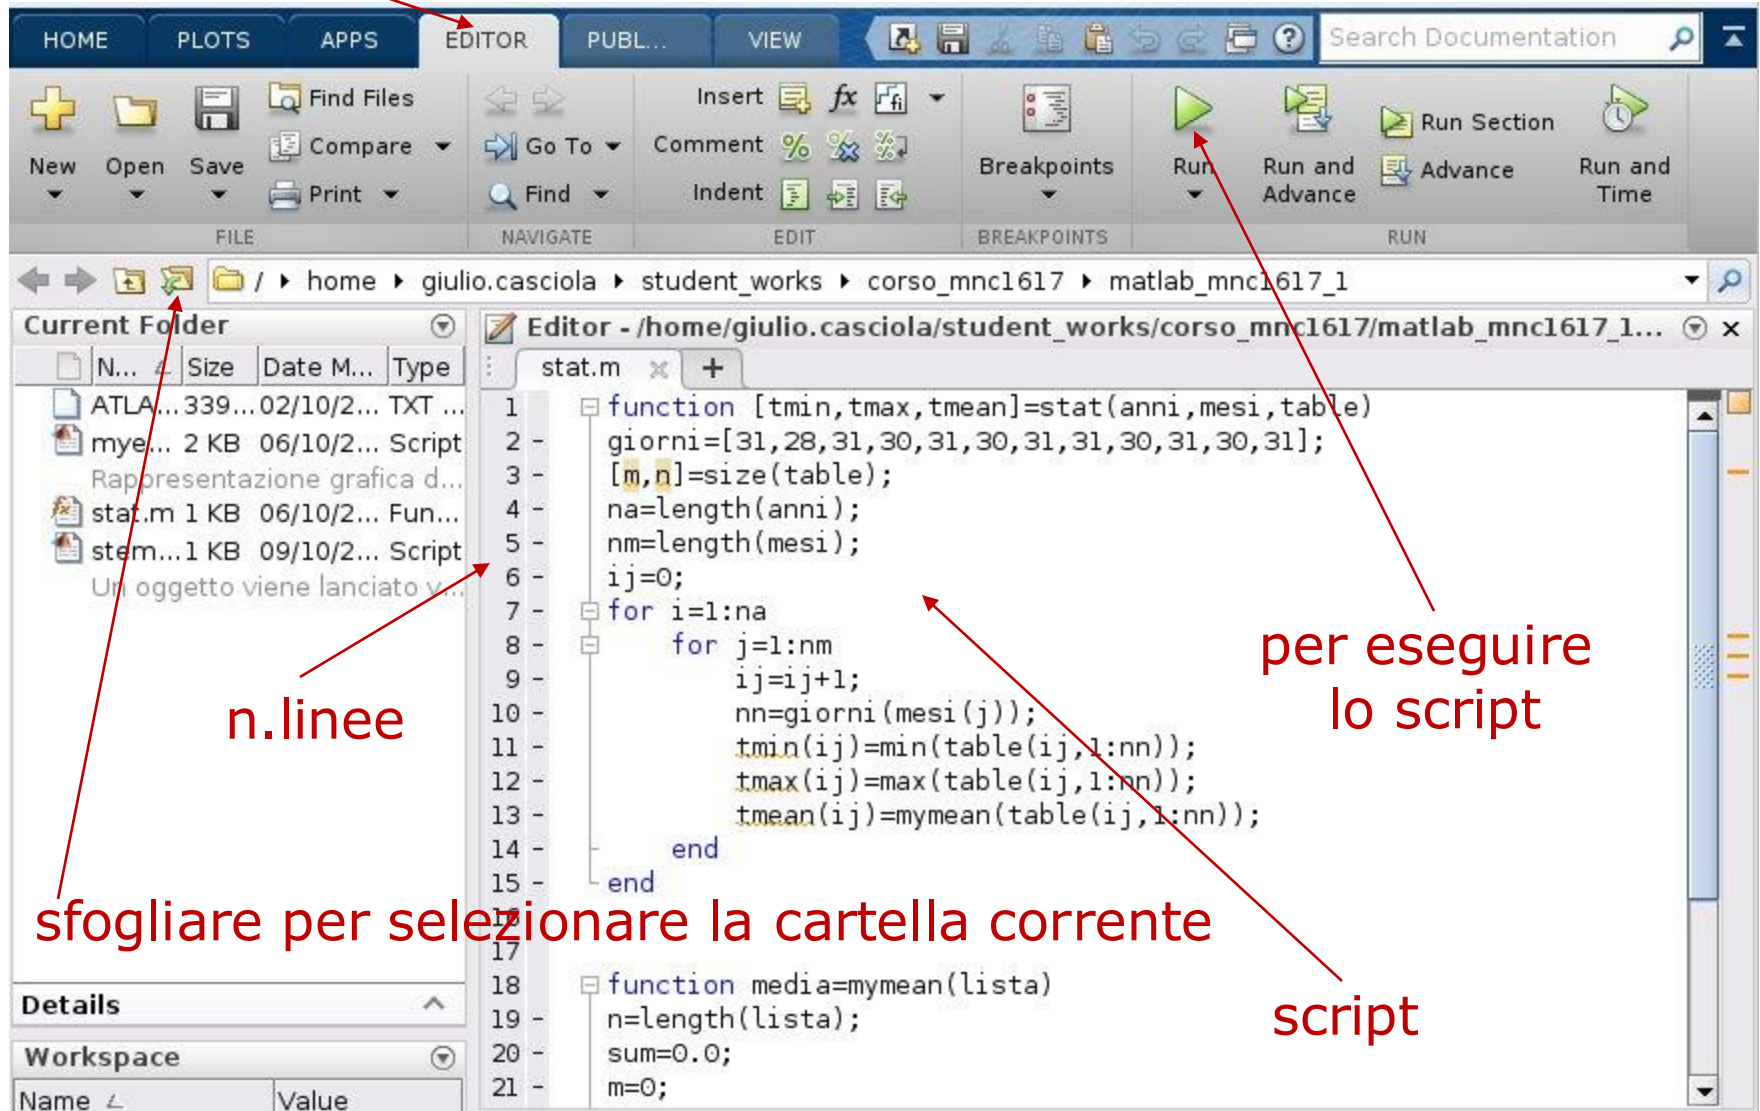 HOME PLOTS APPS EDITOR PUBL... VIEW Search Documentation
Find Files Insert fx
Compare Go To Comment Run Section
New Open Save Breakpoints Run Run and Advance Advance Run and Time
Print Find Indent
FILE NAVIGATE EDIT BREAKPOINTS RUN
/ home giulio.casciola student_works corso_mnc1617 matlab_mnc1617_1
Current Folder
N... Size Date M... Type
ATLA... 339... 02/10/2... TXT ...
mye... 2 KB 06/10/2... Script
Rappresentazione grafica d...
stat.m 1 KB 06/10/2... Fun...
stem... 1 KB 09/10/2... Script
Un oggetto viene lanciato v...
Editor - /home/giulio.casciola/student_works/corso_mnc1617/matlab_mnc1617_1...
stat.m
1 function [tmin,tmax,tmean]=stat(anni,mesi,table)
2 - giorni=[31,28,31,30,31,30,31,31,30,31,30,31];
3 - [m,n]=size(table);
4 - na=length(anni);
5 - nm=length(mesi);
6 - ij=0;
7 - for i=1:na
8 - for j=1:nm
9 - ij=ij+1;
10 - nn=giorni(mesi(j));
11 - tmin(ij)=min(table(ij,1:nn));
12 - tmax(ij)=max(table(ij,1:nn));
13 - tmean(ij)=mymean(table(ij,1:nn));
14 - end
15 - end
16
17
18 function media=mymean(lista)
19 - n=length(lista);
20 - sum=0.0;
21 - m=0;
n.linee
per eseguire
lo script
sfogliare per selezionare la cartella corrente
script
Details
Workspace
Name Value